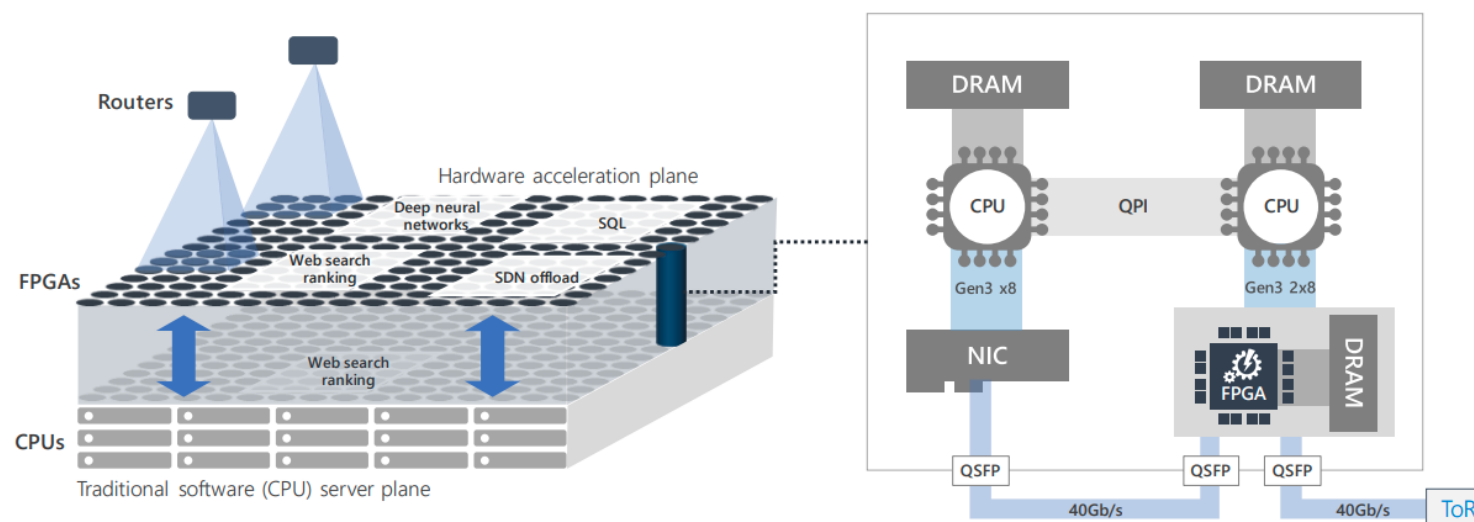 Routers
Hardware acceleration plane
Deep neural
networks
SQL
Web search
ranking
SDN offload
FPGAs
Web search
ranking
CPUs
Traditional software (CPU) server plane
DRAM
DRAM
CPU
QPI
CPU
Gen3 x8
Gen3 2x8
NIC
FPGA
DRAM
QSFP
QSFP
QSFP
40Gb/s
40Gb/s
ToR